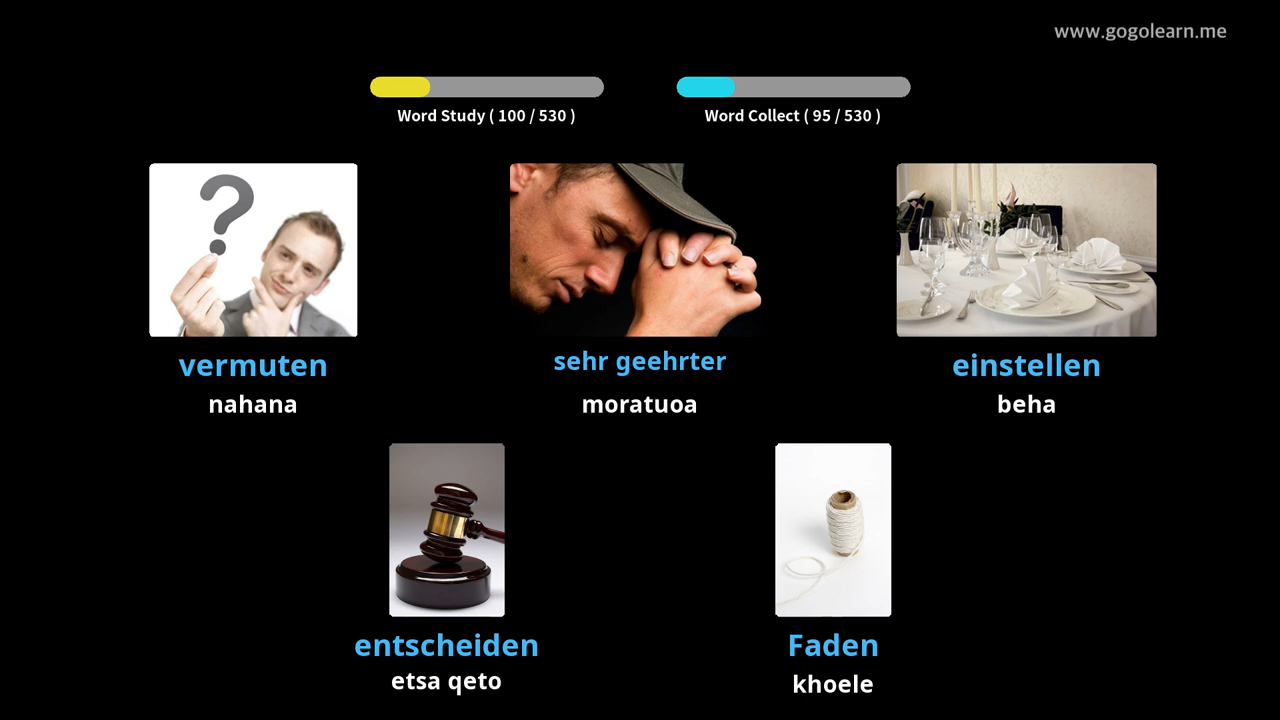 www.gogolearn.me
Word Study ( 100 / 530 )
Word Collect ( 95 / 530 )
vermuten
nahana
sehr geehrter
moratuoa
einstellen
beha
entscheiden
etsa qeto
Faden
khoele